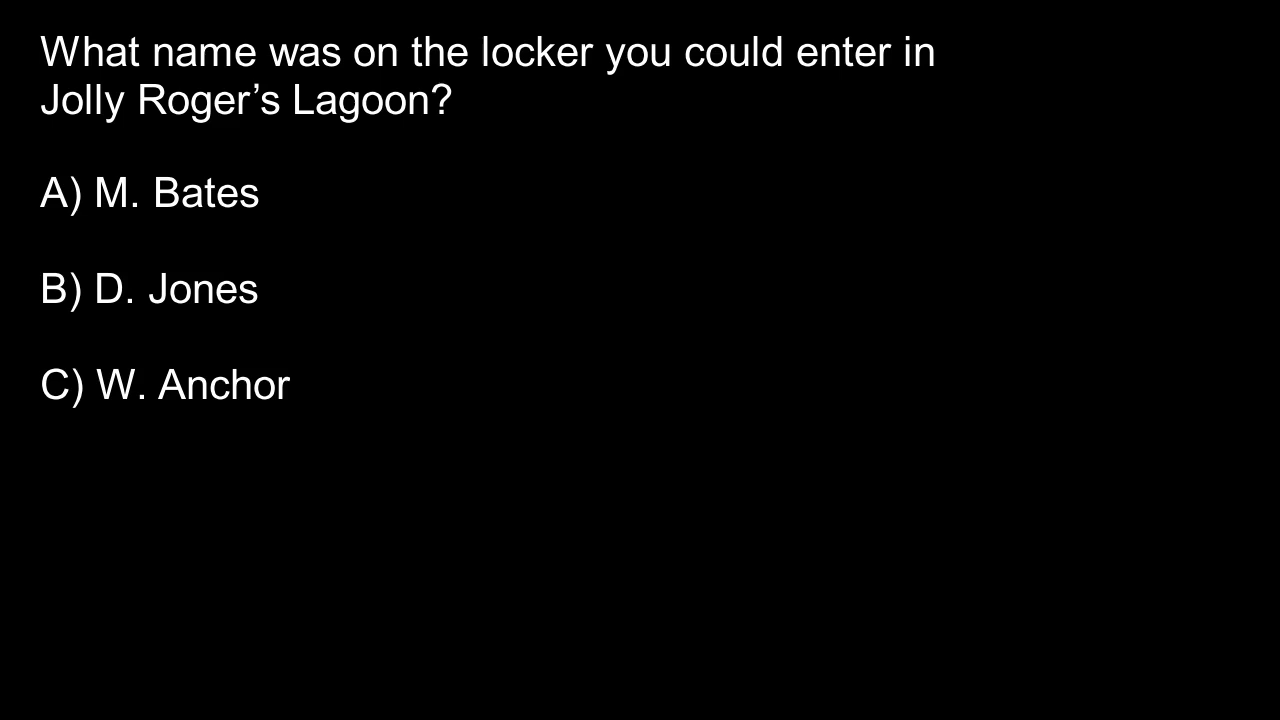 What name was on the locker you could enter in
Jolly Roger’s Lagoon?
A) M. Bates
B) D. Jones
C) W. Anchor